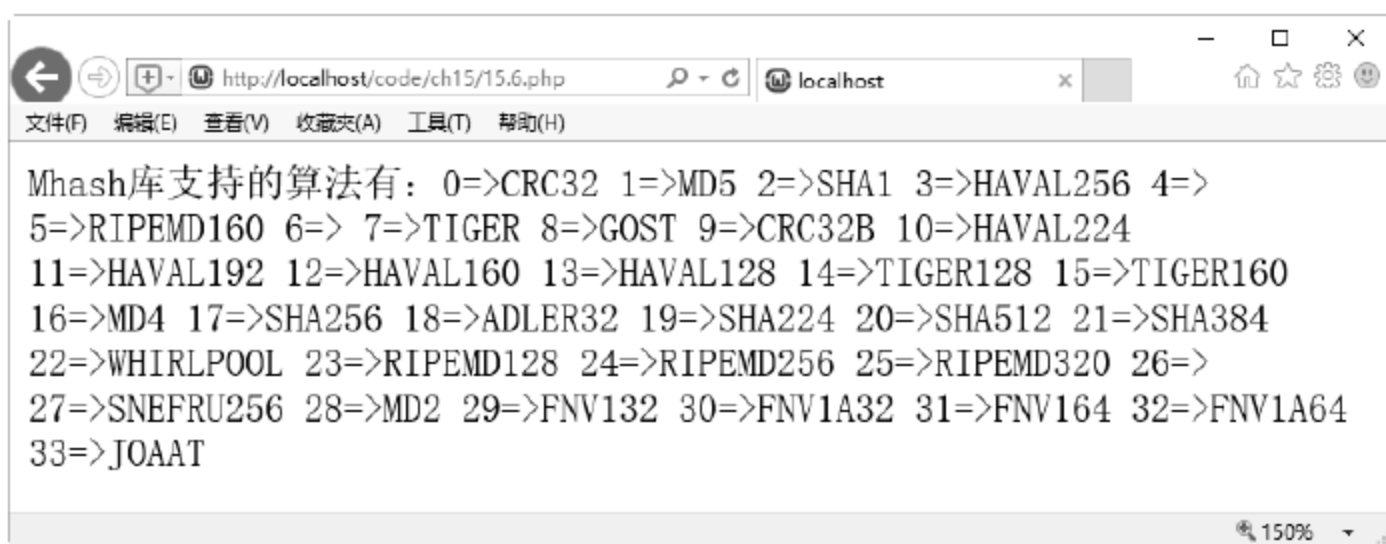 http://localhost/code/ch15/15.6.php localhost
文件(F) 编辑(E) 查看(V) 收藏夹(A) 工具(T) 帮助(H)
Mhash库支持的算法有：0=>CRC32 1=>MD5 2=>SHA1 3=>HAVAL256 4=>
5=>RIPEMD160 6=> 7=>TIGER 8=>GOST 9=>CRC32B 10=>HAVAL224
11=>HAVAL192 12=>HAVAL160 13=>HAVAL128 14=>TIGER128 15=>TIGER160
16=>MD4 17=>SHA256 18=>ADLER32 19=>SHA224 20=>SHA512 21=>SHA384
22=>WHIRLPOOL 23=>RIPEMD128 24=>RIPEMD256 25=>RIPEMD320 26=>
27=>SNEFRU256 28=>MD2 29=>FNV132 30=>FNV1A32 31=>FNV164 32=>FNV1A64
33=>JOAAT
150%